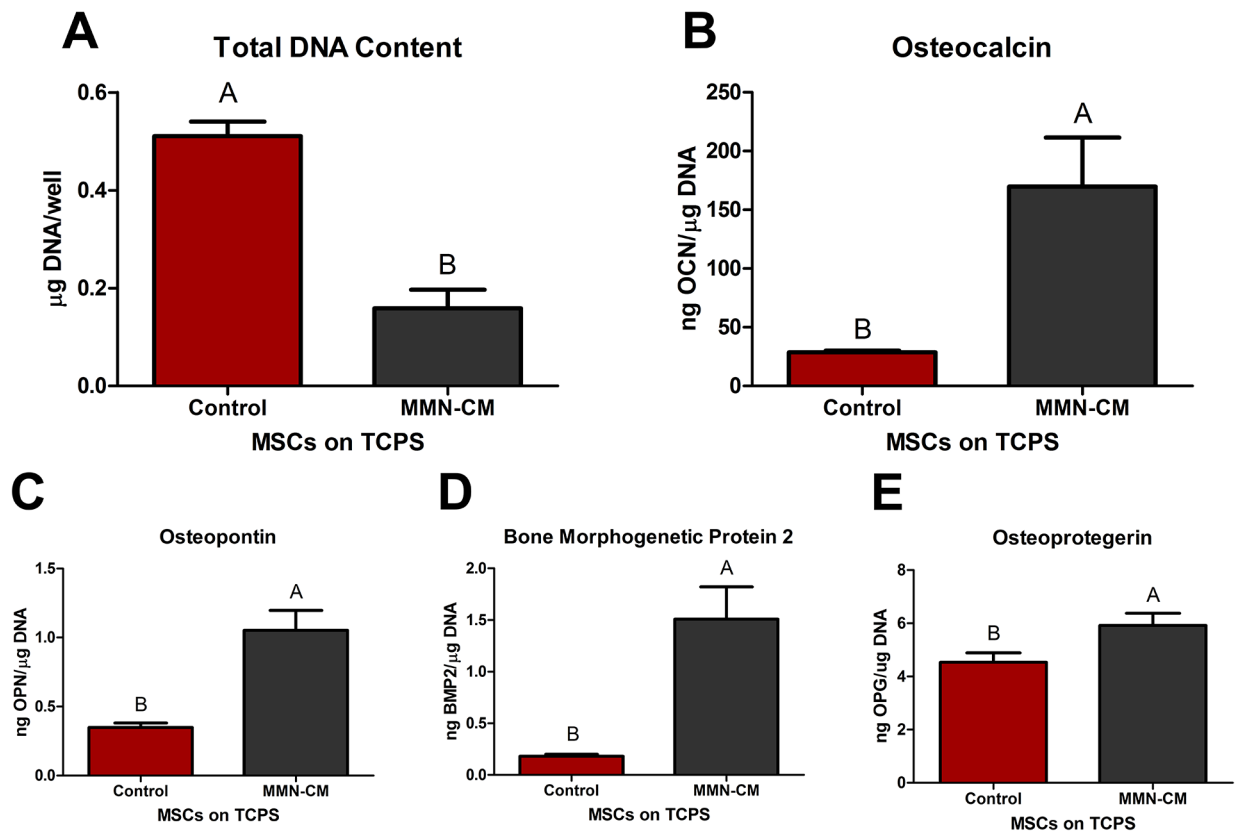 A
Total DNA Content
μg DNA/well
0.6
0.4
0.2
0.0
A
B
Control
MMN-CM
MSCs on TCPS
B
Osteocalcin
ng OCN/μg DNA
250
200
150
100
50
0
B
A
Control
MMN-CM
MSCs on TCPS
C
Osteopontin
ng OPN/μg DNA
1.5
1.0
0.5
0.0
B
A
Control
MMN-CM
MSCs on TCPS
D
Bone Morphogenetic Protein 2
ng BMP2/μg DNA
2.0
1.5
1.0
0.5
0.0
B
A
Control
MMN-CM
MSCs on TCPS
E
Osteoprotegerin
ng OPG/ug DNA
8
6
4
2
0
B
A
Control
MMN-CM
MSCs on TCPS